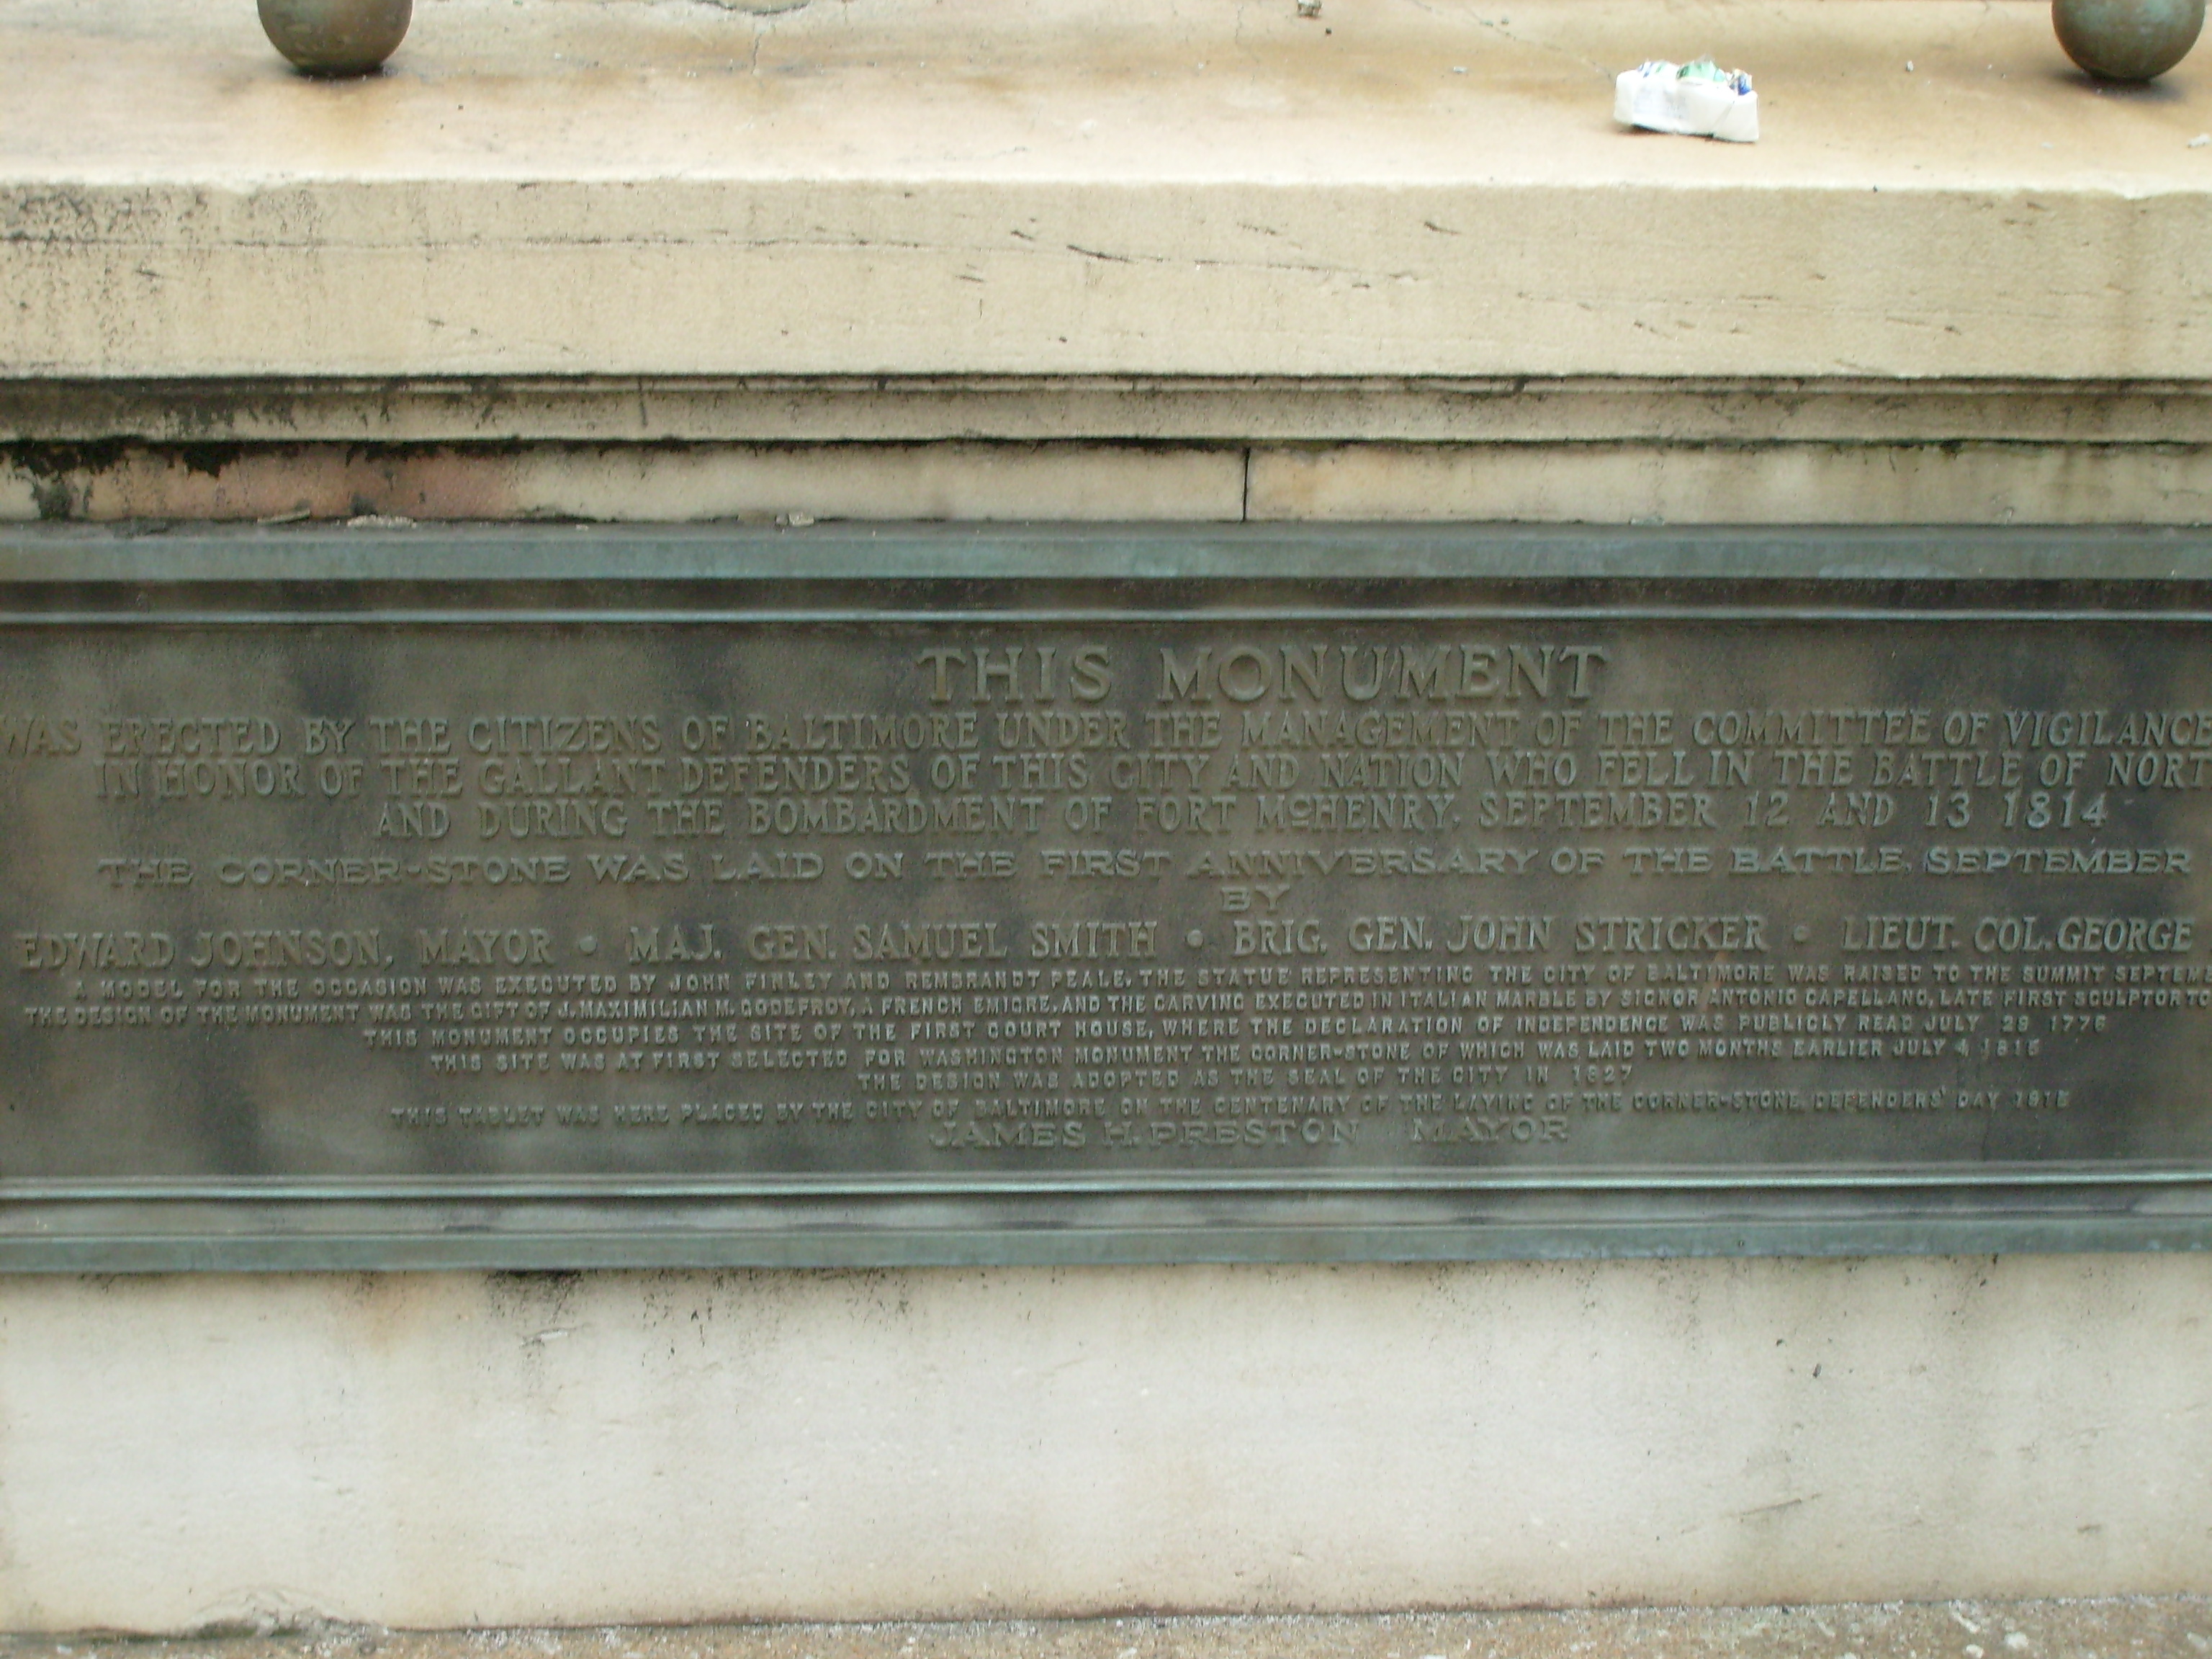 THIS MONUMENT
WAS ERECTED BY THE CITIZENS OF BALTIMORE UNDER THE MANAGEMENT OF THE COMMITTEE OF VIGILANCE
IN HONOR OF THE GALLANT DEFENDERS OF THIS CITY AND NATION WHO FELL IN THE BATTLE OF NORT
AND DURING THE BOMBARDMENT OF FORT McHENRY. SEPTEMBER 12 AND 13 1814
THE CORNER-STONE WAS LAID ON THE FIRST ANNIVERSARY OF THE BATTLE, SEPTEMBER
BY
EDWARD JOHNSON, MAYOR • MAJ. GEN. SAMUEL SMITH • BRIG. GEN. JOHN STRICKER • LIEUT. COL. GEORGE
A MODEL FOR THE OCCASION WAS EXECUTED BY JOHN FINLEY AND REMBRANDT PEALE, THE STATUE REPRESENTING THE CITY OF BALTIMORE WAS RAISED TO THE SUMMIT SEPTEM
THE DESIGN OF THE MONUMENT WAS THE GIFT OF J. MAXIMILIAN M. GODEFROY, A FRENCH EMIGRE, AND THE CARVING EXECUTED IN ITALIAN MARBLE BY SIGNOR ANTONIO CAPELLANO, LATE FIRST SCULPTOR TO
THIS MONUMENT OCCUPIES THE SITE OF THE FIRST COURT HOUSE, WHERE THE DECLARATION OF INDEPENDENCE WAS PUBLICLY READ JULY 29 1776
THIS SITE WAS AT FIRST SELECTED FOR WASHINGTON MONUMENT THE CORNER-STONE OF WHICH WAS LAID TWO MONTHS EARLIER JULY 4 1815
THE DESIGN WAS ADOPTED AS THE SEAL OF THE CITY IN 1827
THIS TABLET WAS HERE PLACED BY THE CITY OF BALTIMORE ON THE CENTENARY OF THE LAYING OF THE CORNER-STONE DEFENDERS' DAY 1915
JAMES H. PRESTON MAYOR